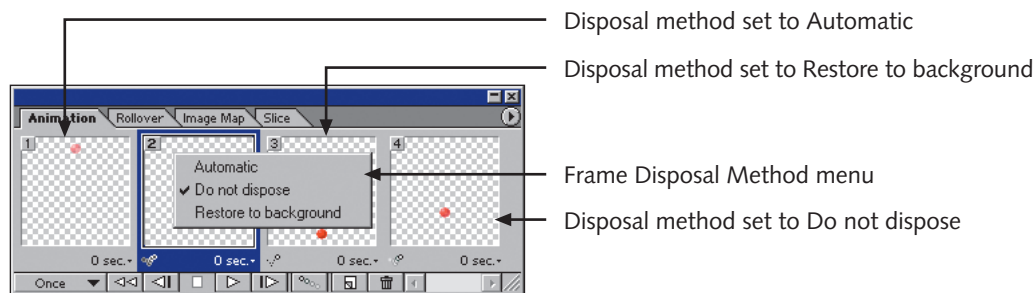 Disposal method set to Automatic
Disposal method set to Restore to background
Animation Rollover Image Map Slice
1 2 3 4
Automatic
Do not dispose
Restore to background
Frame Disposal Method menu
Disposal method set to Do not dispose
0 sec. 0 sec. 0 sec. 0 sec.
Once